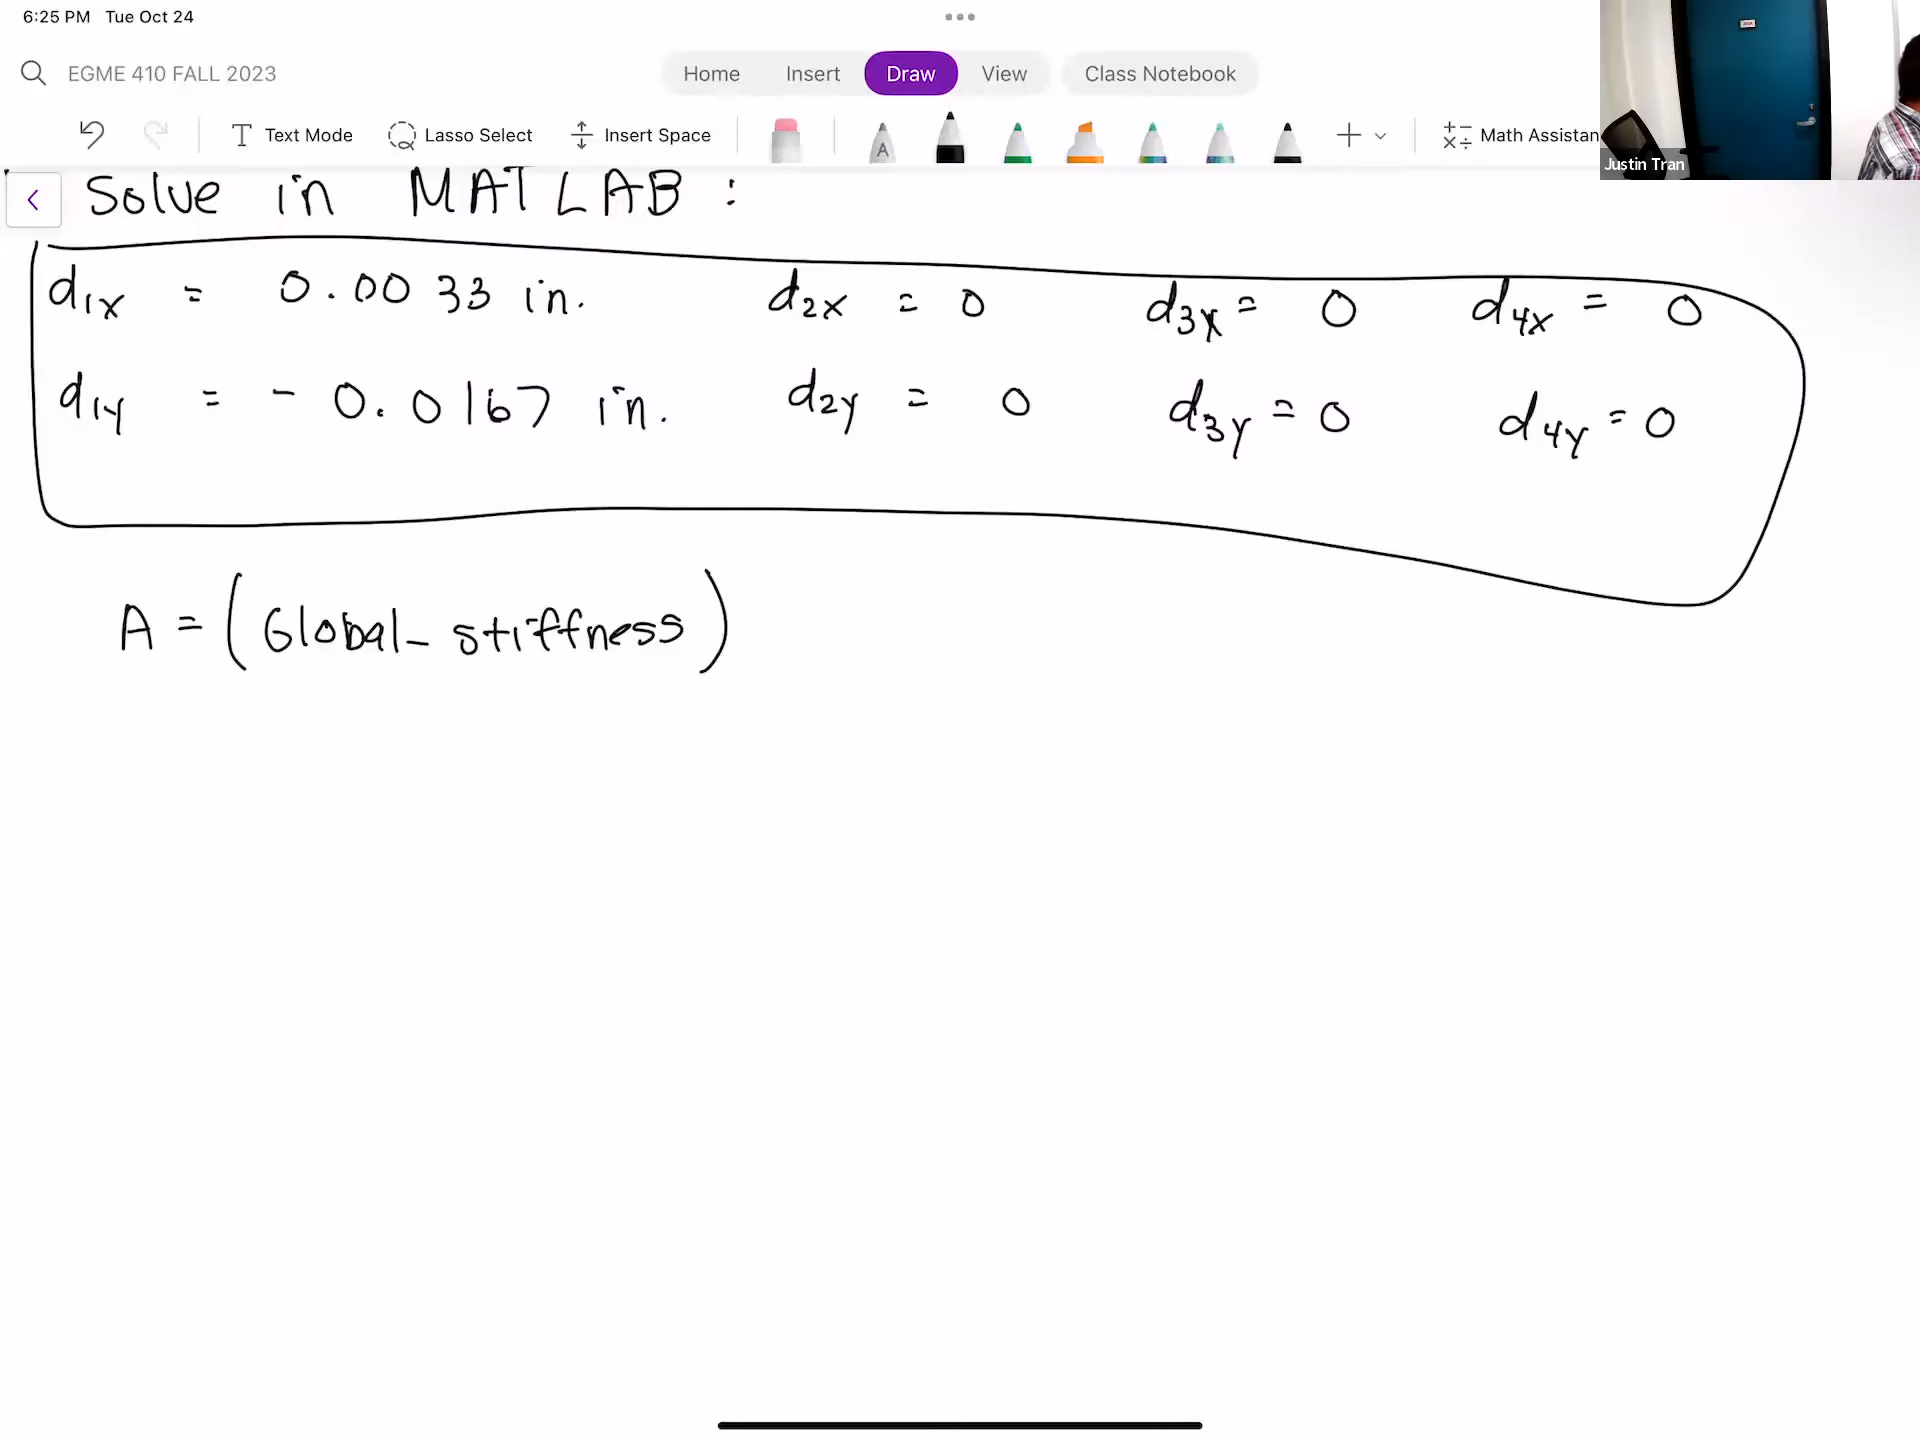 6:25 PM Tue Oct 24
EGME 410 FALL 2023
Home Insert Draw View Class Notebook
Text Mode Lasso Select Insert Space A Math Assistan
Justin Tran
Solve in MATLAB :
d1x = 0.0033 in. d2x = 0 d3x = 0 d4x = 0
d1y = - 0.0167 in. d2y = 0 d3y = 0 d4y = 0
A = (Global_stiffness)